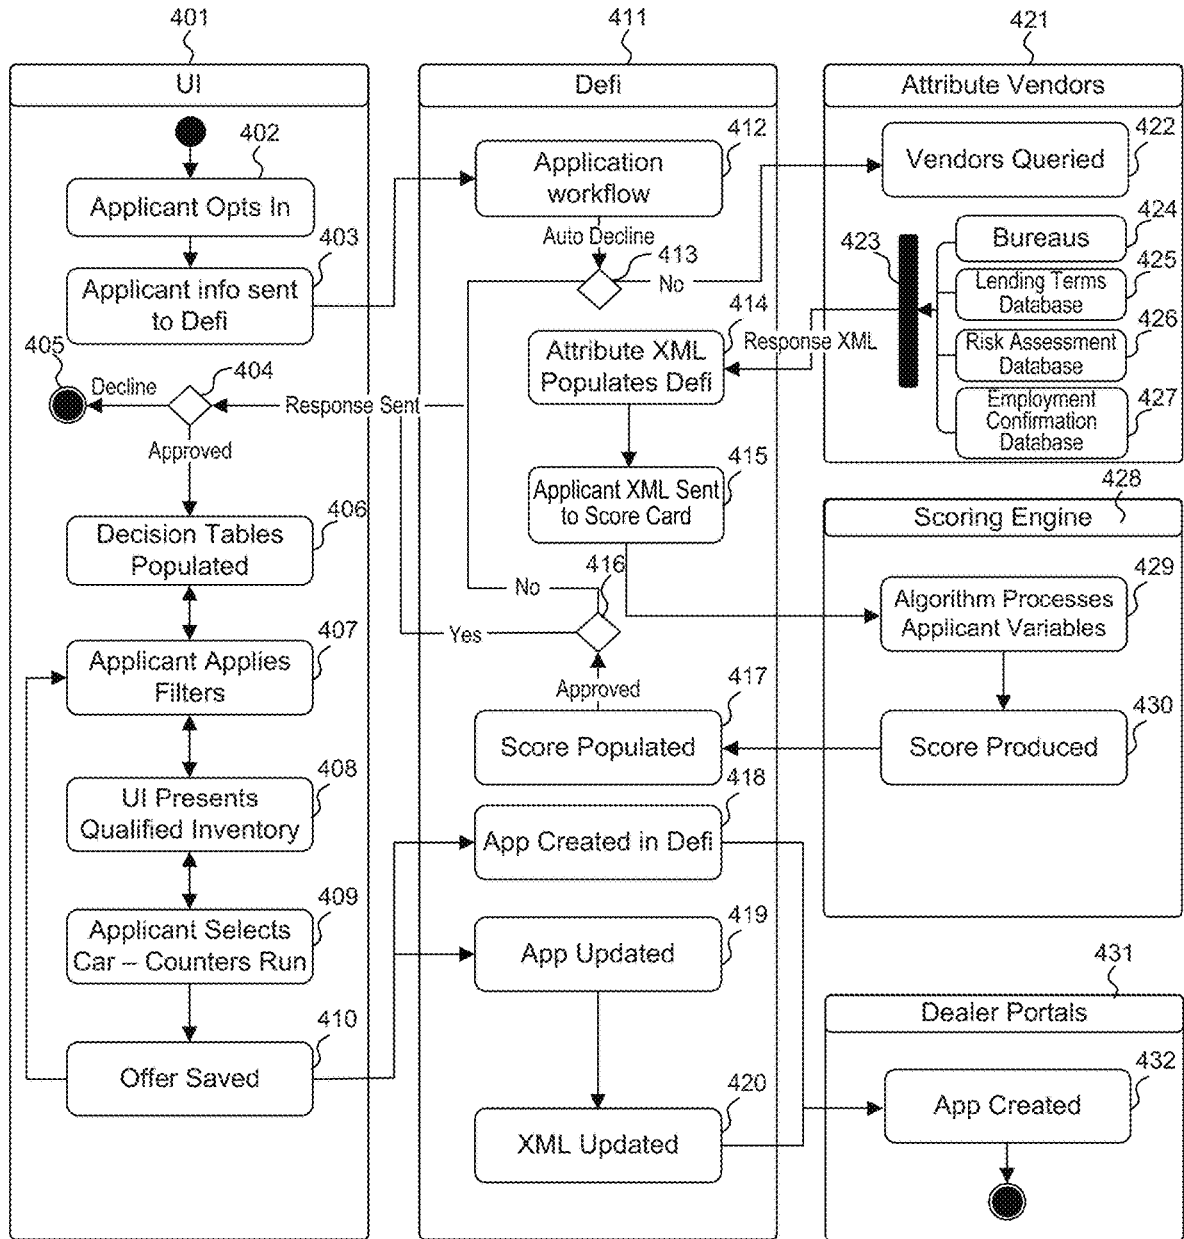 401
UI
402
Applicant Opts In
403
Applicant info sent
to Defi
404
405
Decline
Approved
406
Decision Tables
Populated
407
Applicant Applies
Filters
408
UI Presents
Qualified Inventory
409
Applicant Selects
Car – Counters Run
410
Offer Saved
411
Defi
412
Application
workflow
Auto Decline
413
No
414
Attribute XML
Populates Defi
Response XML
Response Sent
415
Applicant XML Sent
to Score Card
416
No
Yes
Approved
417
Score Populated
418
App Created in Defi
419
App Updated
420
XML Updated
421
Attribute Vendors
422
Vendors Queried
423
424
Bureaus
425
Lending Terms
Database
426
Risk Assessment
Database
427
Employment
Confirmation
Database
428
Scoring Engine
429
Algorithm Processes
Applicant Variables
430
Score Produced
431
Dealer Portals
432
App Created